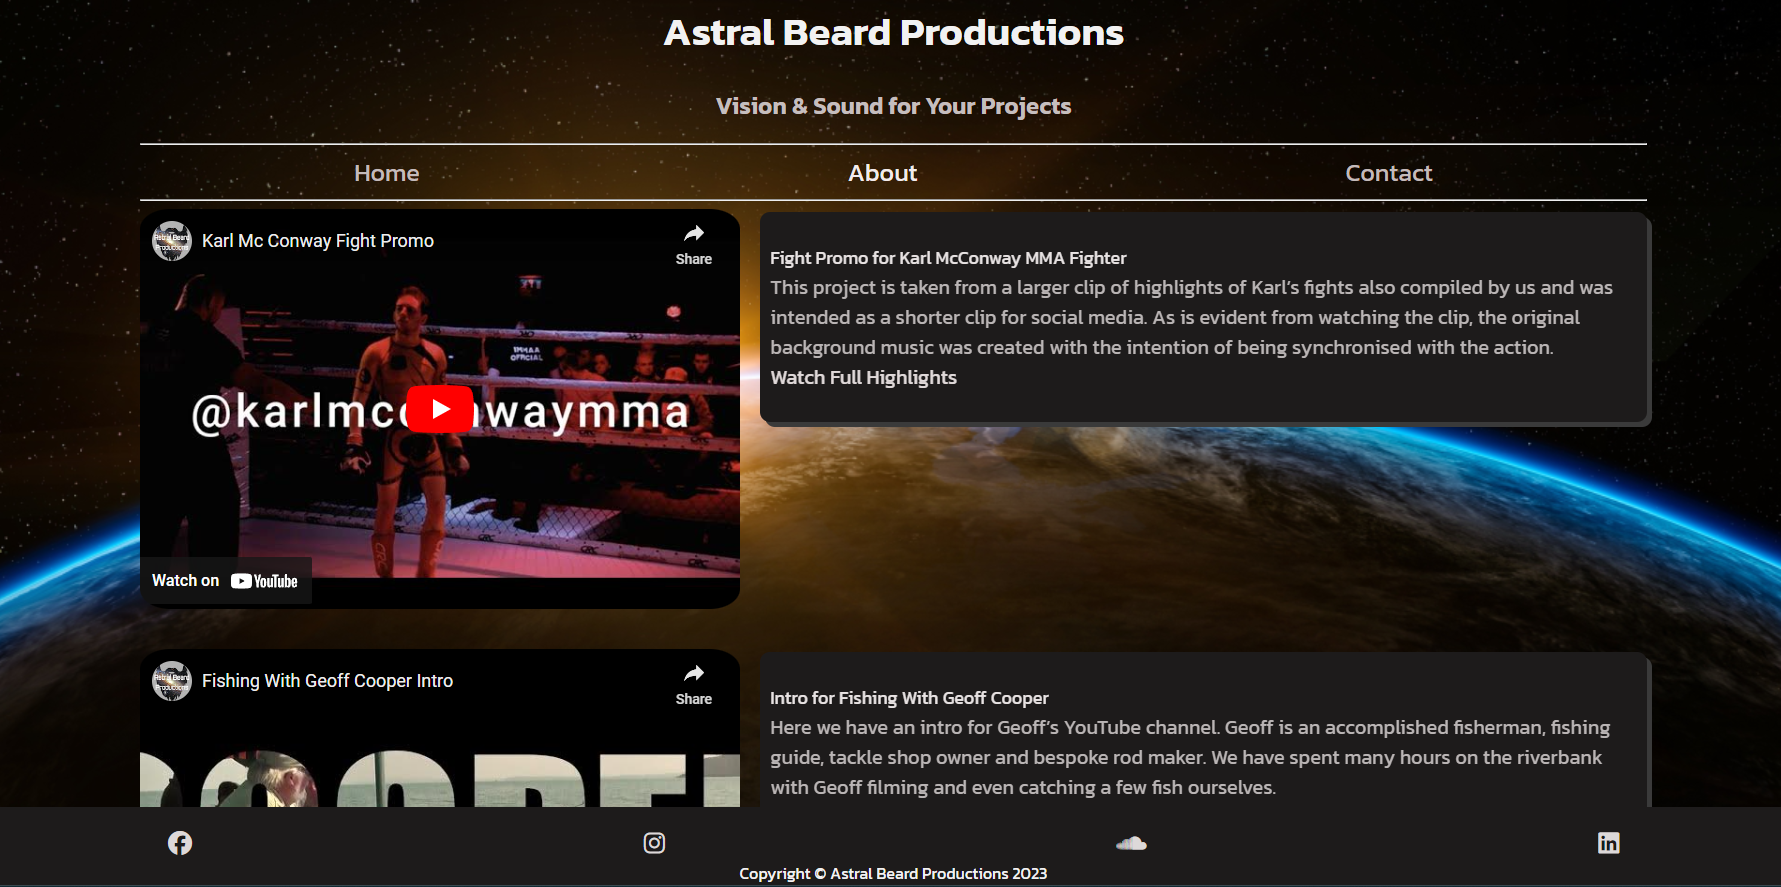 Astral Beard Productions
Vision & Sound for Your Projects
Home About Contact
Karl Mc Conway Fight Promo
Share
IMMAA
OFFICIAL
@karlmc nwaymma
Watch on YouTube
Fight Promo for Karl McConway MMA Fighter
This project is taken from a larger clip of highlights of Karl’s fights also compiled by us and was
intended as a shorter clip for social media. As is evident from watching the clip, the original
background music was created with the intention of being synchronised with the action.
Watch Full Highlights
Astral Beard
Productions
Fishing With Geoff Cooper Intro
Share
Intro for Fishing With Geoff Cooper
Here we have an intro for Geoff’s YouTube channel. Geoff is an accomplished fisherman, fishing
guide, tackle shop owner and bespoke rod maker. We have spent many hours on the riverbank
with Geoff filming and even catching a few fish ourselves.
Copyright © Astral Beard Productions 2023